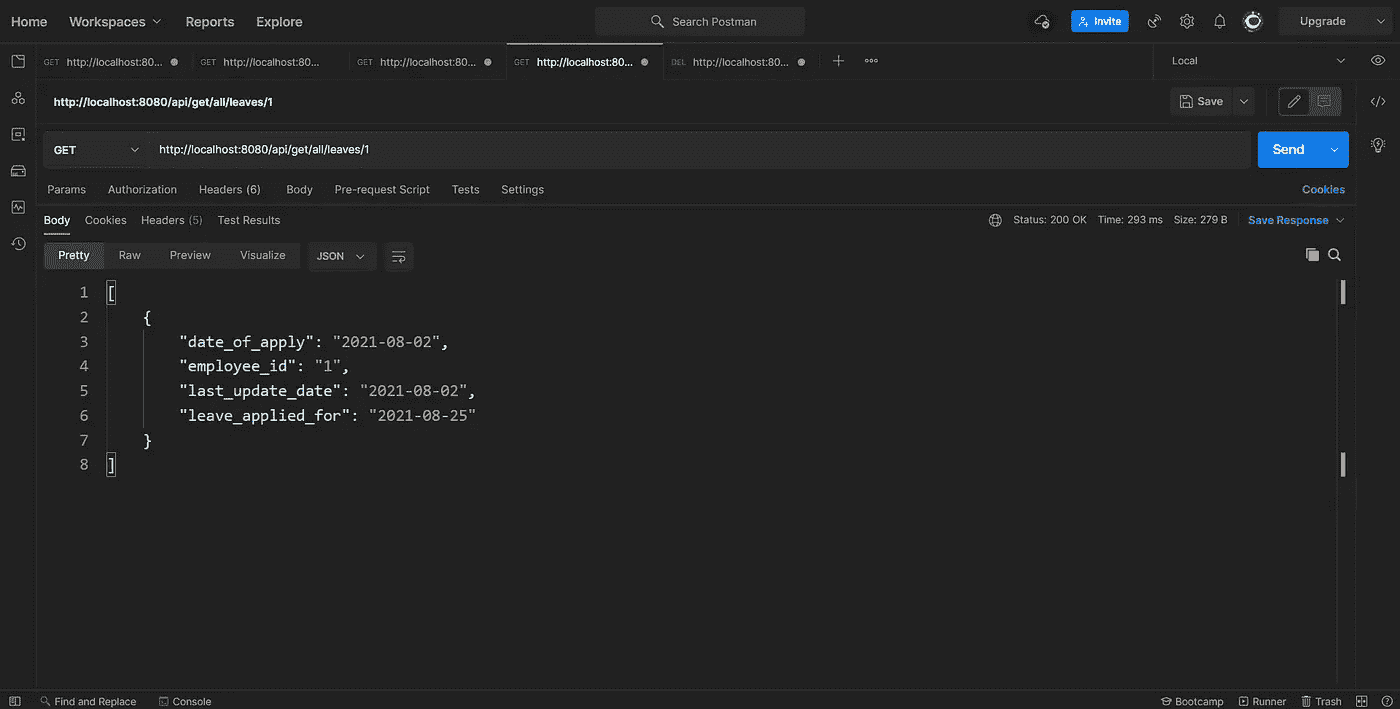 Home Workspaces Reports Explore Search Postman Invite Upgrade
GET http://localhost:80... GET http://localhost:80... GET http://localhost:80... GET http://localhost:80... DEL http://localhost:80... + ooo Local
http://localhost:8080/api/get/all/leaves/1 Save </>
GET http://localhost:8080/api/get/all/leaves/1 Send
Params Authorization Headers (6) Body Pre-request Script Tests Settings Cookies
Body Cookies Headers (5) Test Results Status: 200 OK Time: 293 ms Size: 279 B Save Response
Pretty Raw Preview Visualize JSON
1 [
2 {
3 "date_of_apply": "2021-08-02",
4 "employee_id": "1",
5 "last_update_date": "2021-08-02",
6 "leave_applied_for": "2021-08-25"
7 }
8 ]
Find and Replace Console Bootcamp Runner Trash